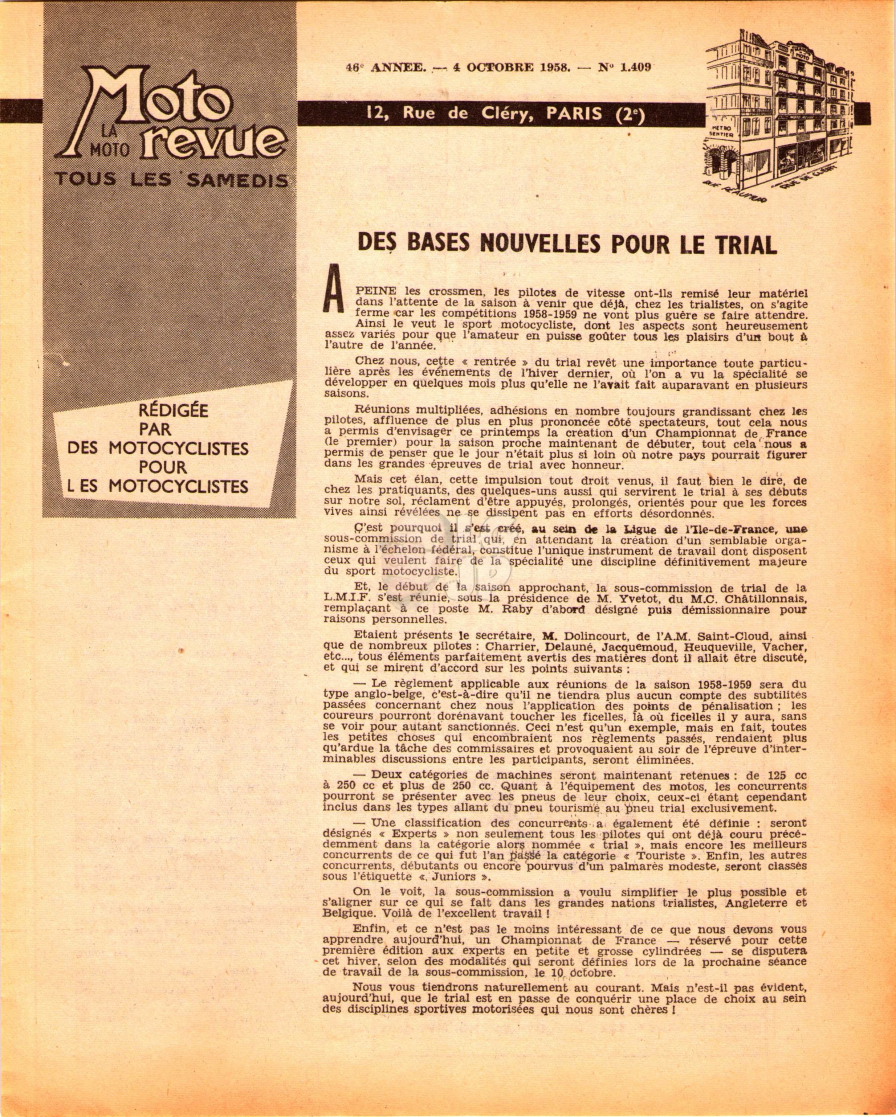 46e ANNEE. — 4 OCTOBRE 1958. — No 1.409
12, Rue de Cléry, PARIS (2e)
Moto
LA
MOTO revue
TOUS LES SAMEDIS
METRO
SENTIER
RUE DE CLÉRY
RÉDIGÉE
PAR
DES MOTOCYCLISTES
POUR
LES MOTOCYCLISTES
DES BASES NOUVELLES POUR LE TRIAL
A PEINE les crossmen, les pilotes de vitesse ont-ils remisé leur matériel
dans l'attente de la saison à venir que déjà, chez les trialistes, on s'agite
ferme car les compétitions 1958-1959 ne vont plus guère se faire attendre.
Ainsi le veut le sport motocycliste, dont les aspects sont heureusement
assez variés pour que l'amateur en puisse goûter tous les plaisirs d'un bout à
l'autre de l'année.
Chez nous, cette « rentrée » du trial revêt une importance toute particu-
lière après les événements de l'hiver dernier, où l'on a vu la spécialité se
développer en quelques mois plus qu'elle ne l'avait fait auparavant en plusieurs
saisons.
Réunions multipliées, adhésions en nombre toujours grandissant chez les
pilotes, affluence de plus en plus prononcée côté spectateurs, tout cela nous
a permis d'envisager ce printemps la création d'un Championnat de France
(le premier) pour la saison proche maintenant de débuter, tout cela nous a
permis de penser que le jour n'était plus si loin où notre pays pourrait figurer
dans les grandes épreuves de trial avec honneur.
Mais cet élan, cette impulsion tout droit venus, il faut bien le dire, de
chez les pratiquants, des quelques-uns aussi qui servirent le trial à ses débuts
sur notre sol, réclament d'être appuyés, prolongés, orientés pour que les forces
vives ainsi révélées ne se dissipent pas en efforts désordonnés.
C'est pourquoi il s'est créé, au sein de la Ligue de l'Ile-de-France, une
sous-commission de trial qui, en attendant la création d'un semblable orga-
nisme à l'échelon fédéral, constitue l'unique instrument de travail dont disposent
ceux qui veulent faire de la spécialité une discipline définitivement majeure
du sport motocycliste.
Et, le début de la saison approchant, la sous-commission de trial de la
L.M.I.F. s'est réunie, sous la présidence de M. Yvetot, du M.C. Châtillonnais,
remplaçant à ce poste M. Raby d'abord désigné puis démissionnaire pour
raisons personnelles.
Etaient présents le secrétaire, M. Dolincourt, de l'A.M. Saint-Cloud, ainsi
que de nombreux pilotes : Charrier, Delauné, Jacquemoud, Heuqueville, Vacher,
etc..., tous éléments parfaitement avertis des matières dont il allait être discuté,
et qui se mirent d'accord sur les points suivants :
— Le règlement applicable aux réunions de la saison 1958-1959 sera du
type anglo-belge, c'est-à-dire qu'il ne tiendra plus aucun compte des subtilités
passées concernant chez nous l'application des points de pénalisation ; les
coureurs pourront dorénavant toucher les ficelles, là où ficelles il y aura, sans
se voir pour autant sanctionnés. Ceci n'est qu'un exemple, mais en fait, toutes
les petites choses qui encombraient nos règlements passés, rendaient plus
qu'ardue la tâche des commissaires et provoquaient au soir de l'épreuve d'inter-
minables discussions entre les participants, seront éliminées.
— Deux catégories de machines seront maintenant retenues : de 125 cc
à 250 cc et plus de 250 cc. Quant à l'équipement des motos, les concurrents
pourront se présenter avec les pneus de leur choix, ceux-ci étant cependant
inclus dans les types allant du pneu tourisme au pneu trial exclusivement.
— Une classification des concurrents a également été définie : seront
désignés « Experts » non seulement tous les pilotes qui ont déjà couru précé-
demment dans la catégorie alors nommée « trial », mais encore les meilleurs
concurrents de ce qui fut l'an passé la catégorie « Touriste ». Enfin, les autres
concurrents, débutants ou encore pourvus d'un palmarès modeste, seront classés
sous l'étiquette « Juniors ».
On le voit, la sous-commission a voulu simplifier le plus possible et
s'aligner sur ce qui se fait dans les grandes nations trialistes, Angleterre et
Belgique. Voilà de l'excellent travail !
Enfin, et ce n'est pas le moins intéressant de ce que nous devons vous
apprendre aujourd'hui, un Championnat de France — réservé pour cette
première édition aux experts en petite et grosse cylindrées — se disputera
cet hiver, selon des modalités qui seront définies lors de la prochaine séance
de travail de la sous-commission, le 10 octobre.
Nous vous tiendrons naturellement au courant. Mais n'est-il pas évident,
aujourd'hui, que le trial est en passe de conquérir une place de choix au sein
des disciplines sportives motorisées qui nous sont chères !